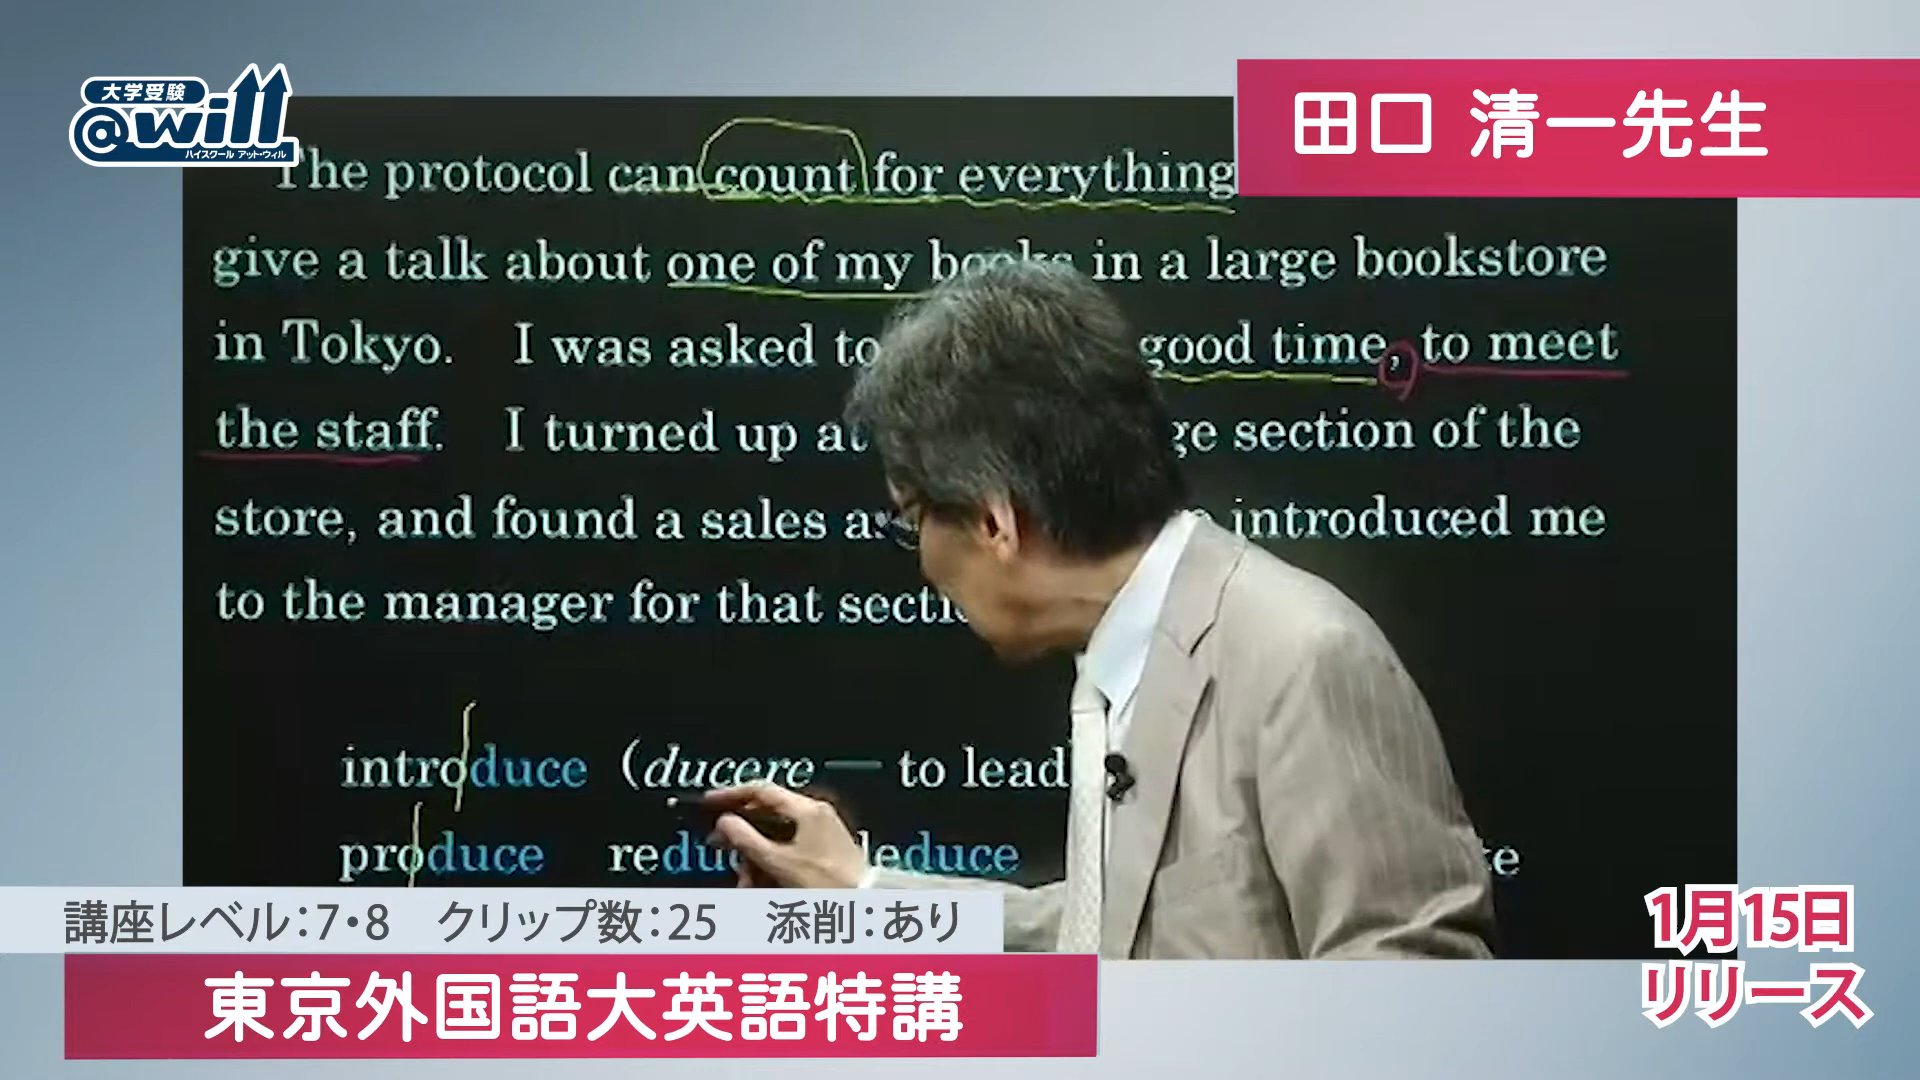 大学受験
@will
ハイスクール アット・ウィル
田口 清一先生
The protocol can count for everything
give a talk about one of my books in a large bookstore
in Tokyo. I was asked to good time, to meet
the staff. I turned up at section of the
store, and found a sales introduced me
to the manager for that
introduce (ducere — to lead
produce deduce
講座レベル：7・8 クリップ数：25 添削：あり
東京外国語大英語特講
1月15日
リリース